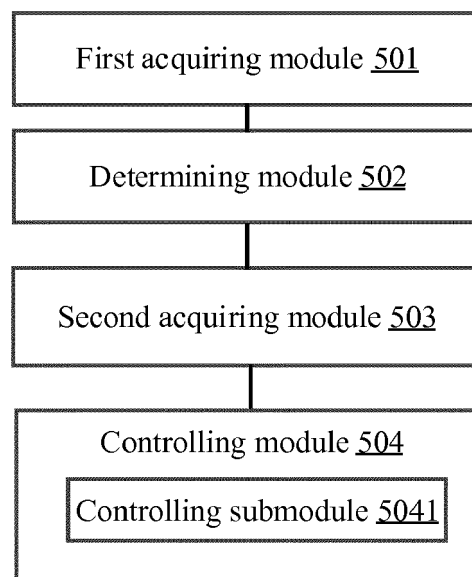 First acquiring module 501
Determining module 502
Second acquiring module 503
Controlling module 504
Controlling submodule 5041